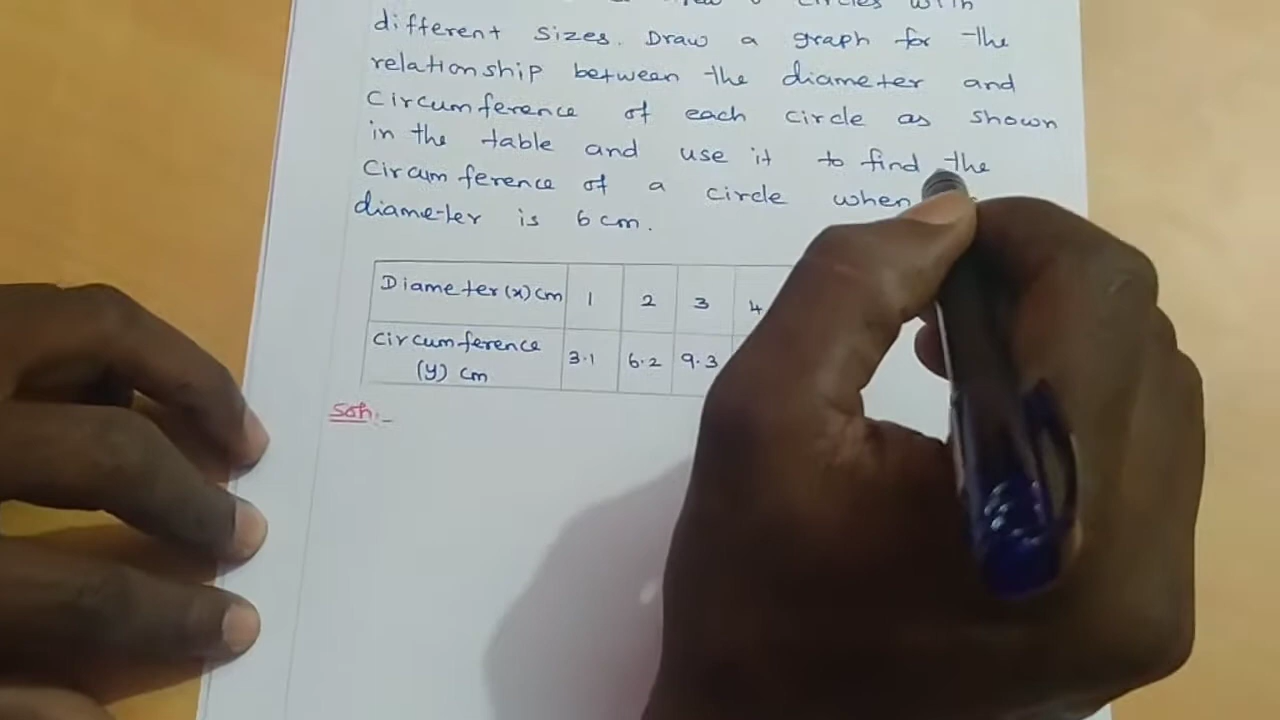 circles with
different sizes. Draw a graph for the
relationship between the diameter and
Circumference of each circle as shown
in the table and use it to find the
Circumference of a circle when
diameter is 6 cm.
Diameter (x) cm 1 2 3 4
Circumference 3.1 6.2 9.3
(y) cm
Soln:-